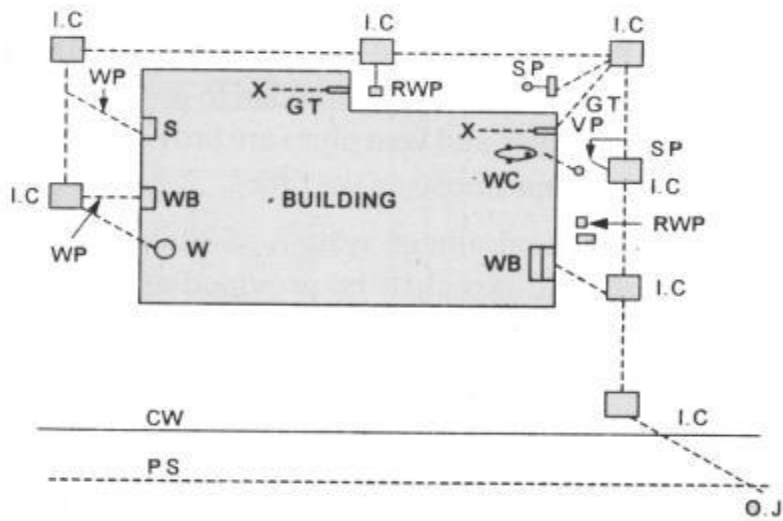 I.C
I.C
I.C
WP
X
GT
RWP
SP
GT
S
X
VP
SP
I.C
WB
WC
I.C
BUILDING
RWP
WP
W
WB
I.C
I.C
CW
PS
O.J